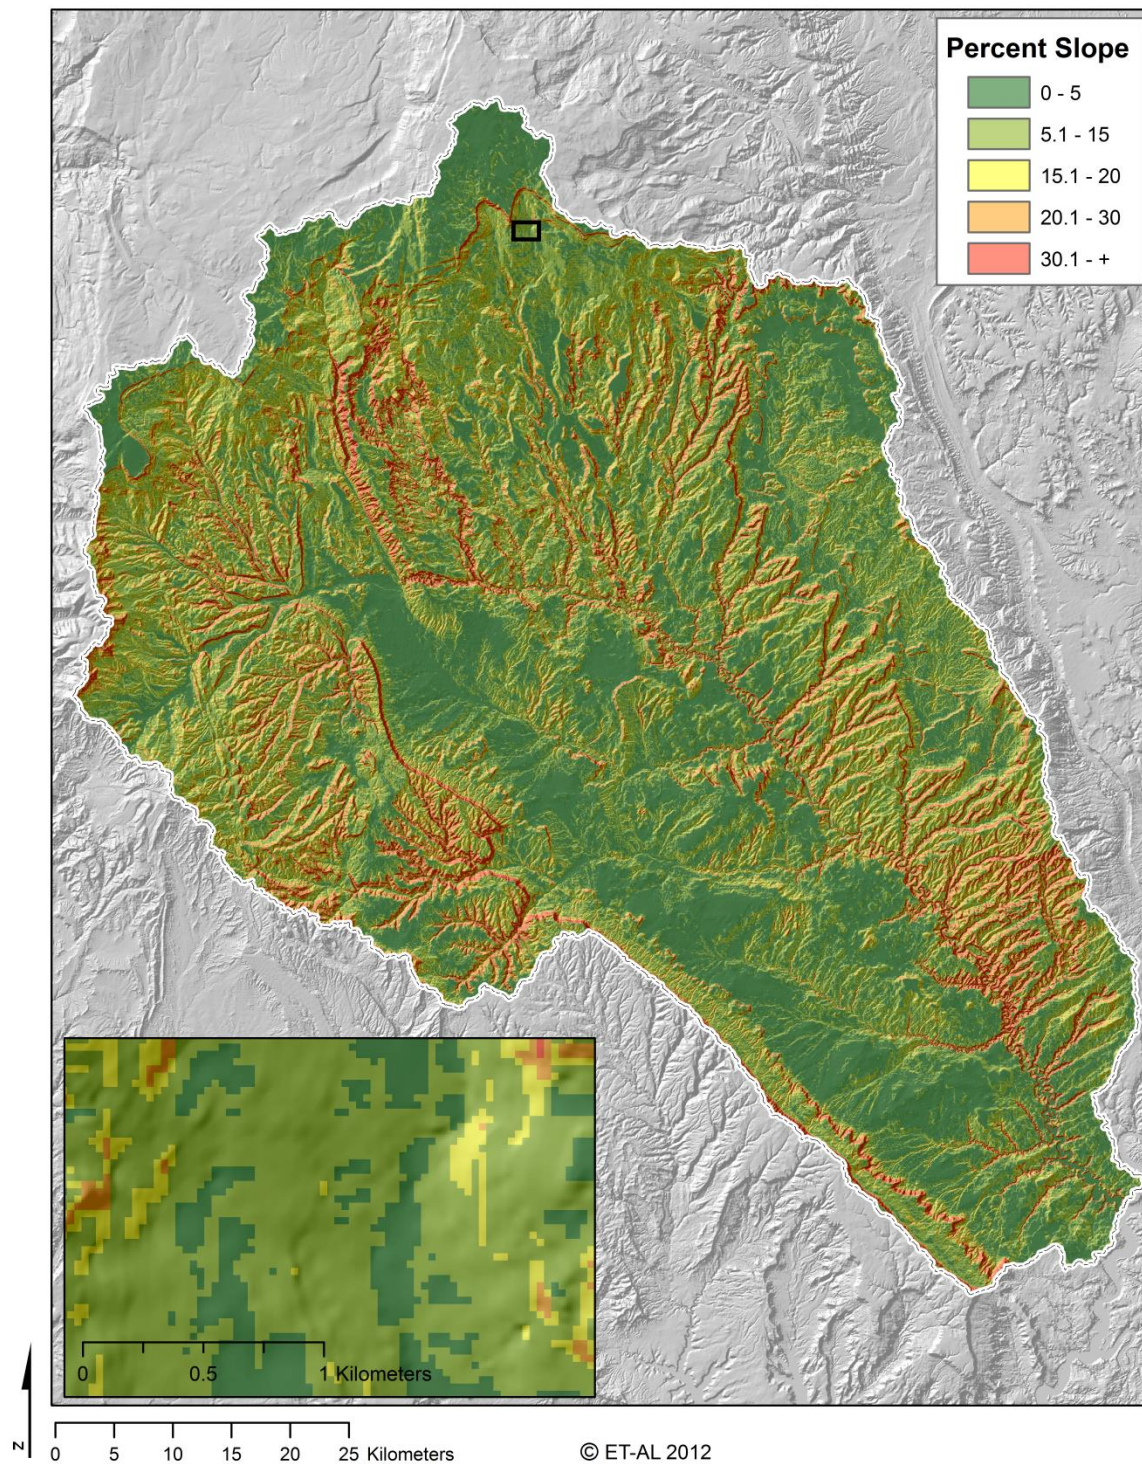 Percent Slope
0 - 5
5.1 - 15
15.1 - 20
20.1 - 30
30.1 - +
0 0.5 1 Kilometers
z
0 5 10 15 20 25 Kilometers
© ET-AL 2012